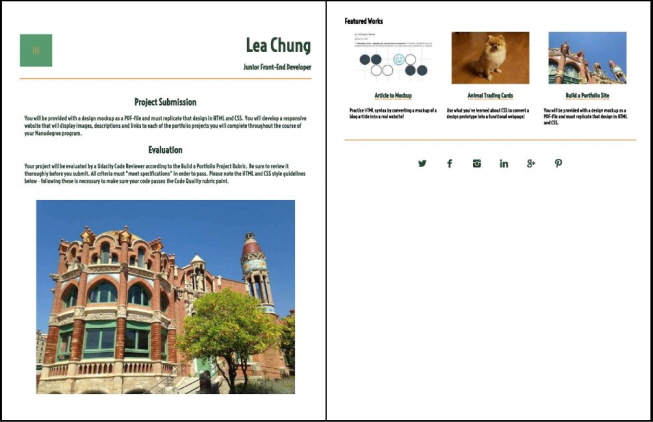 Lea Chung
Junior Front-End Developer
Project Submission
You will be provided with a design mockup as a PDF-file and must replicate that design in HTML and CSS. You will develop a responsive
website that will display images, descriptions and links to each of the portfolio projects you will complete throughout the course of
your Nanodegree program.
Evaluation
Your project will be evaluated by a Udacity Code Reviewer according to the Build a Portfolio Project Rubric. Be sure to review it
thoroughly before you submit. All criteria must "meet specifications" in order to pass. Please note the HTML and CSS style guidelines
below - following these is necessary to make sure your code passes the Code Quality rubric point.
Featured Works
Article to Mockup
Practice HTML syntax by converting a mockup of a
blog article into a real website!
Animal Trading Cards
Use what you've learned about CSS to convert a
design prototype into a functional webpage!
Build a Portfolio Site
You will be provided with a design mockup as a
PDF-file and must replicate that design in HTML
and CSS.